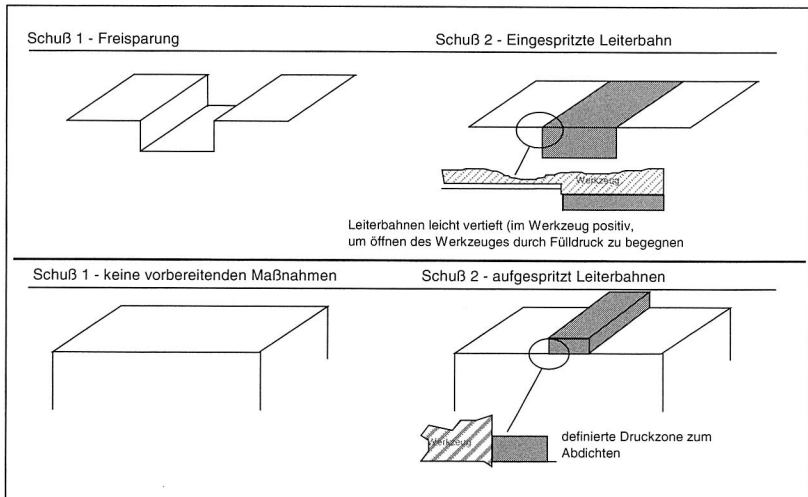 Schuß 1 - Freisparung
Schuß 2 - Eingespritzte Leiterbahn
Werkzeug
Leiterbahnen leicht vertieft (im Werkzeug positiv,
um öffnen des Werkzeuges durch Fülldruck zu begegnen
Schuß 1 - keine vorbereitenden Maßnahmen
Schuß 2 - aufgespritzt Leiterbahnen
Werkzeug
definierte Druckzone zum
Abdichten